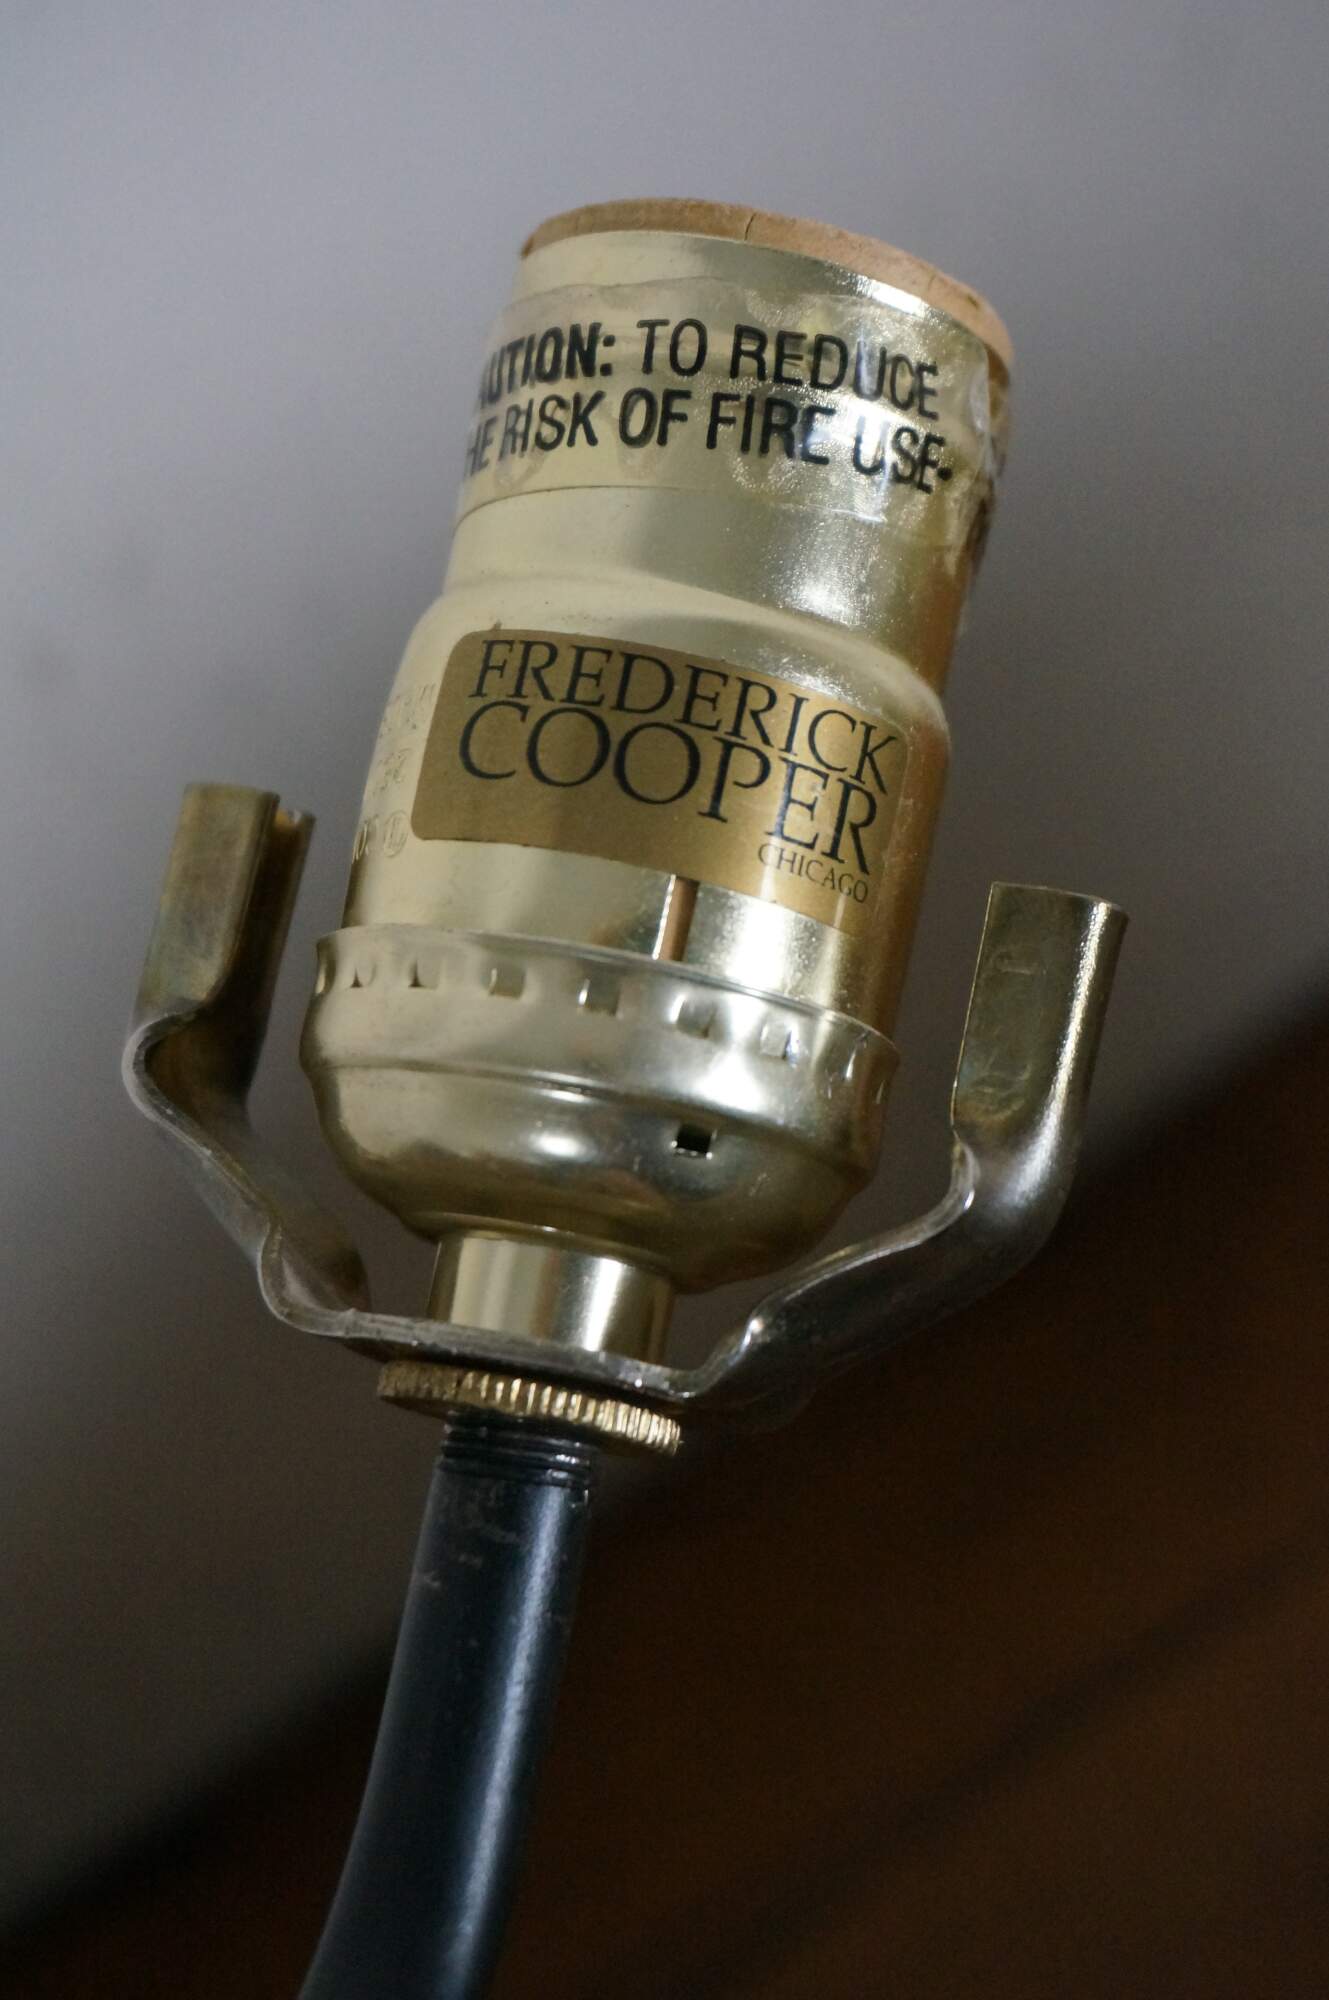 AUTION: TO REDUCE
HE RISK OF FIRE USE-
FREDERICK
COOPER
CHICAGO